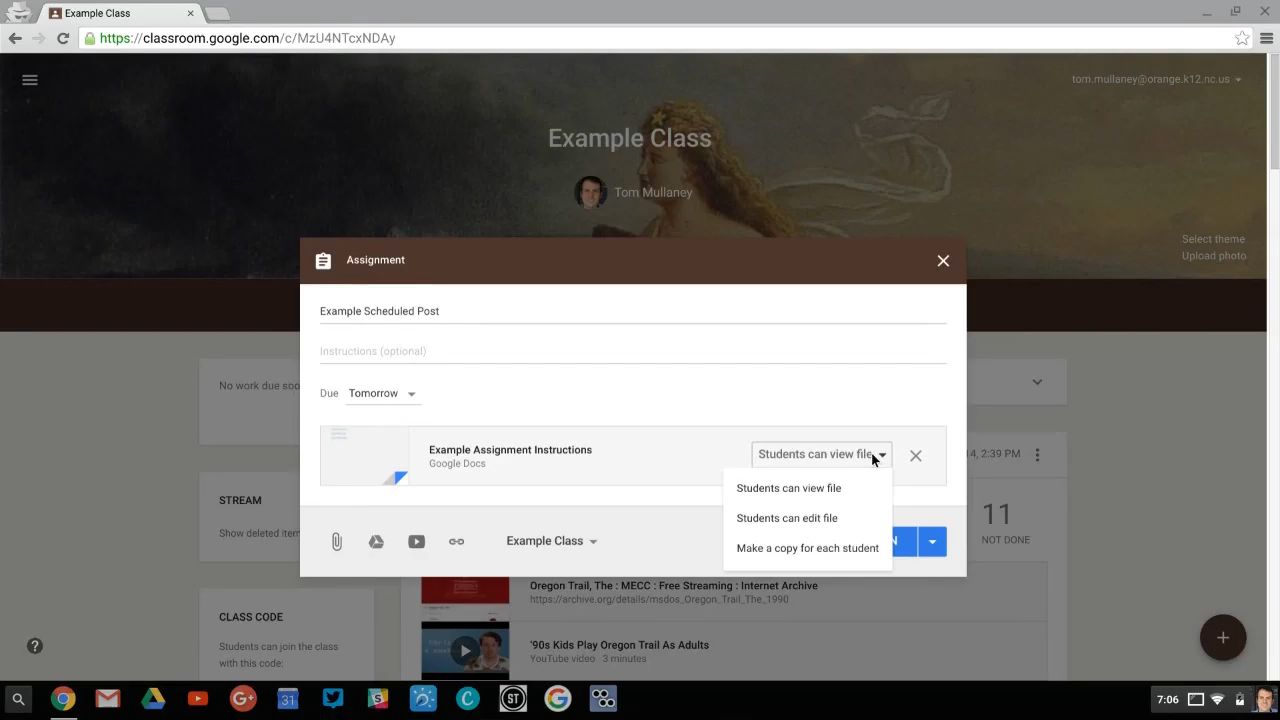 Example Class
https://classroom.google.com/c/MzU4NTcxNDAy
tom.mullaney@orange.k12.nc.us
Example Class
Tom Mullaney
Select theme
Upload photo
Assignment
Example Scheduled Post
Instructions (optional)
Due Tomorrow
No work due
Example Assignment Instructions
Google Docs
Students can view file
Students can view file
Students can edit file
Make a copy for each student
Example Class
N
2:39 PM
STREAM
Show deleted
11
NOT DONE
CLASS CODE
Students can join the class
with this code:
Oregon Trail, The : MECC : Free Streaming : Internet Archive
https://archive.org/details/msdos_Oregon_Trail_The_1990
'90s Kids Play Oregon Trail As Adults
YouTube video 3 minutes
31
ST
7:06